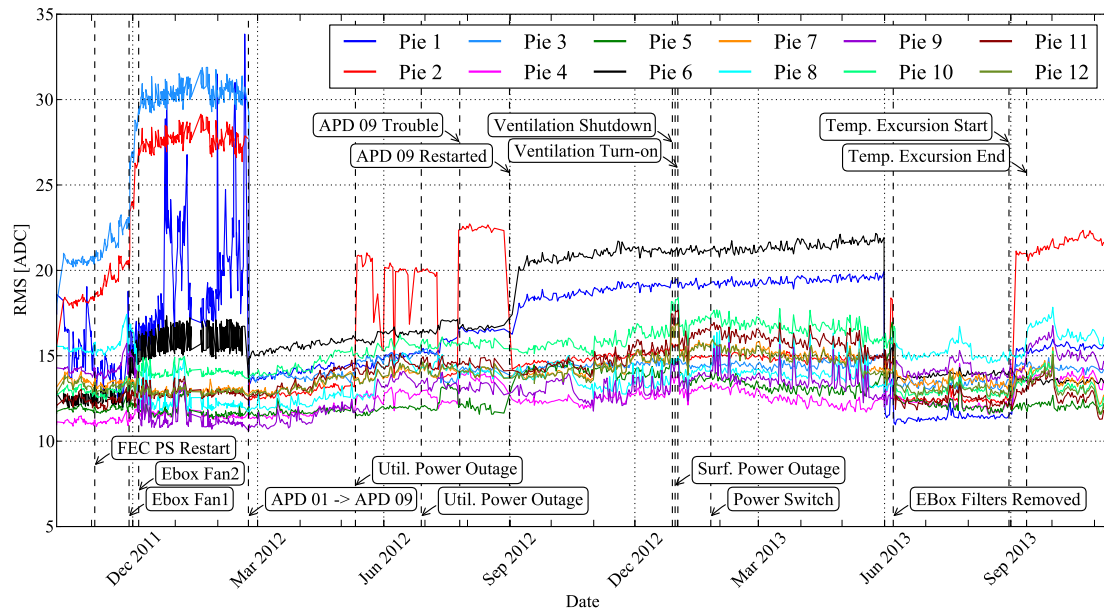 35
30
25
20
15
10
5
RMS [ADC]
Pie 1 Pie 3 Pie 5 Pie 7 Pie 9 Pie 11
Pie 2 Pie 4 Pie 6 Pie 8 Pie 10 Pie 12
APD 09 Trouble
Ventilation Shutdown
Temp. Excursion Start
APD 09 Restarted
Ventilation Turn-on
Temp. Excursion End
FEC PS Restart
Ebox Fan2
Ebox Fan1
APD 01 -> APD 09
Util. Power Outage
Util. Power Outage
Surf. Power Outage
Power Switch
EBox Filters Removed
Dec 2011
Mar 2012
Jun 2012
Sep 2012
Dec 2012
Mar 2013
Jun 2013
Sep 2013
Date